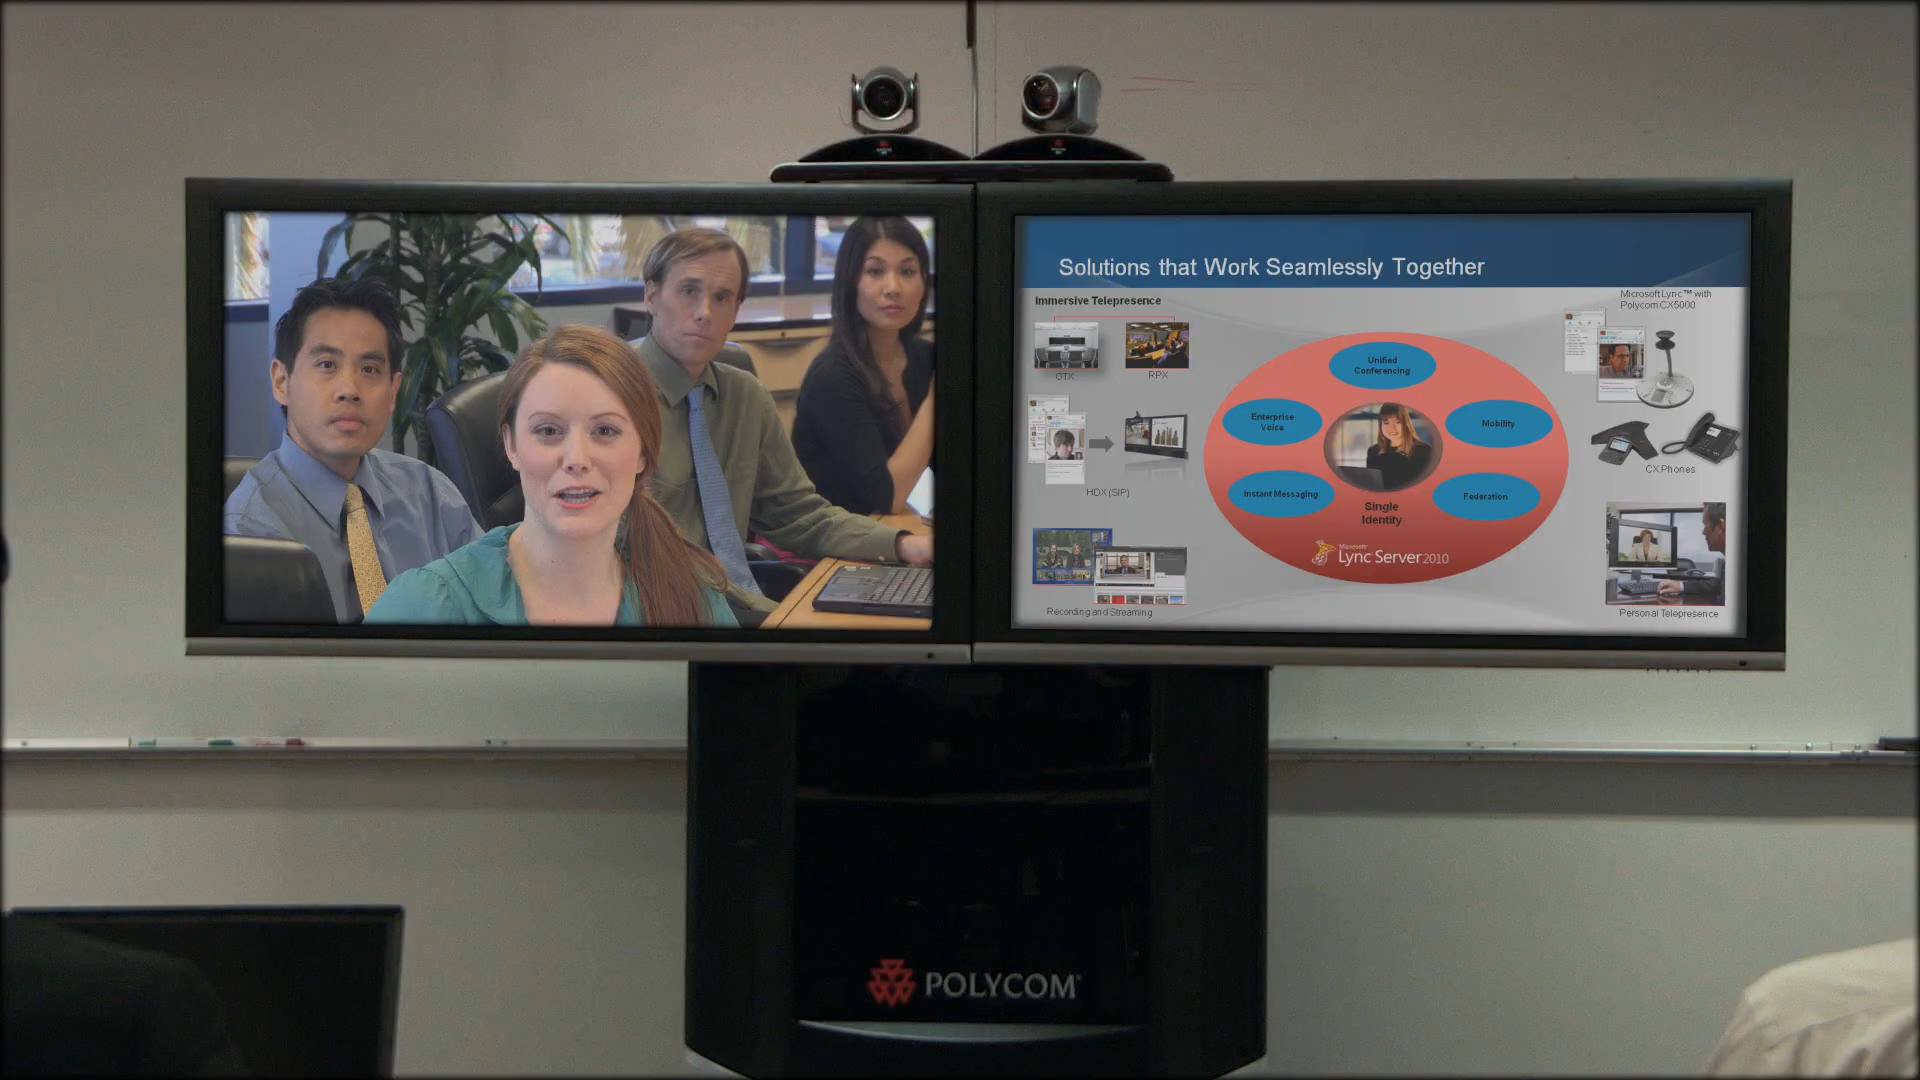 Solutions that Work Seamlessly Together
Immersive Telepresence
OTX
RPX
HDX (SIP)
Recording and Streaming
Unified
Conferencing
Enterprise
Voice
Mobility
Instant Messaging
Federation
Single
Identity
Microsoft
Lync Server 2010
Microsoft Lync™ with
Polycom CX5000
CX Phones
Personal Telepresence
POLYCOM